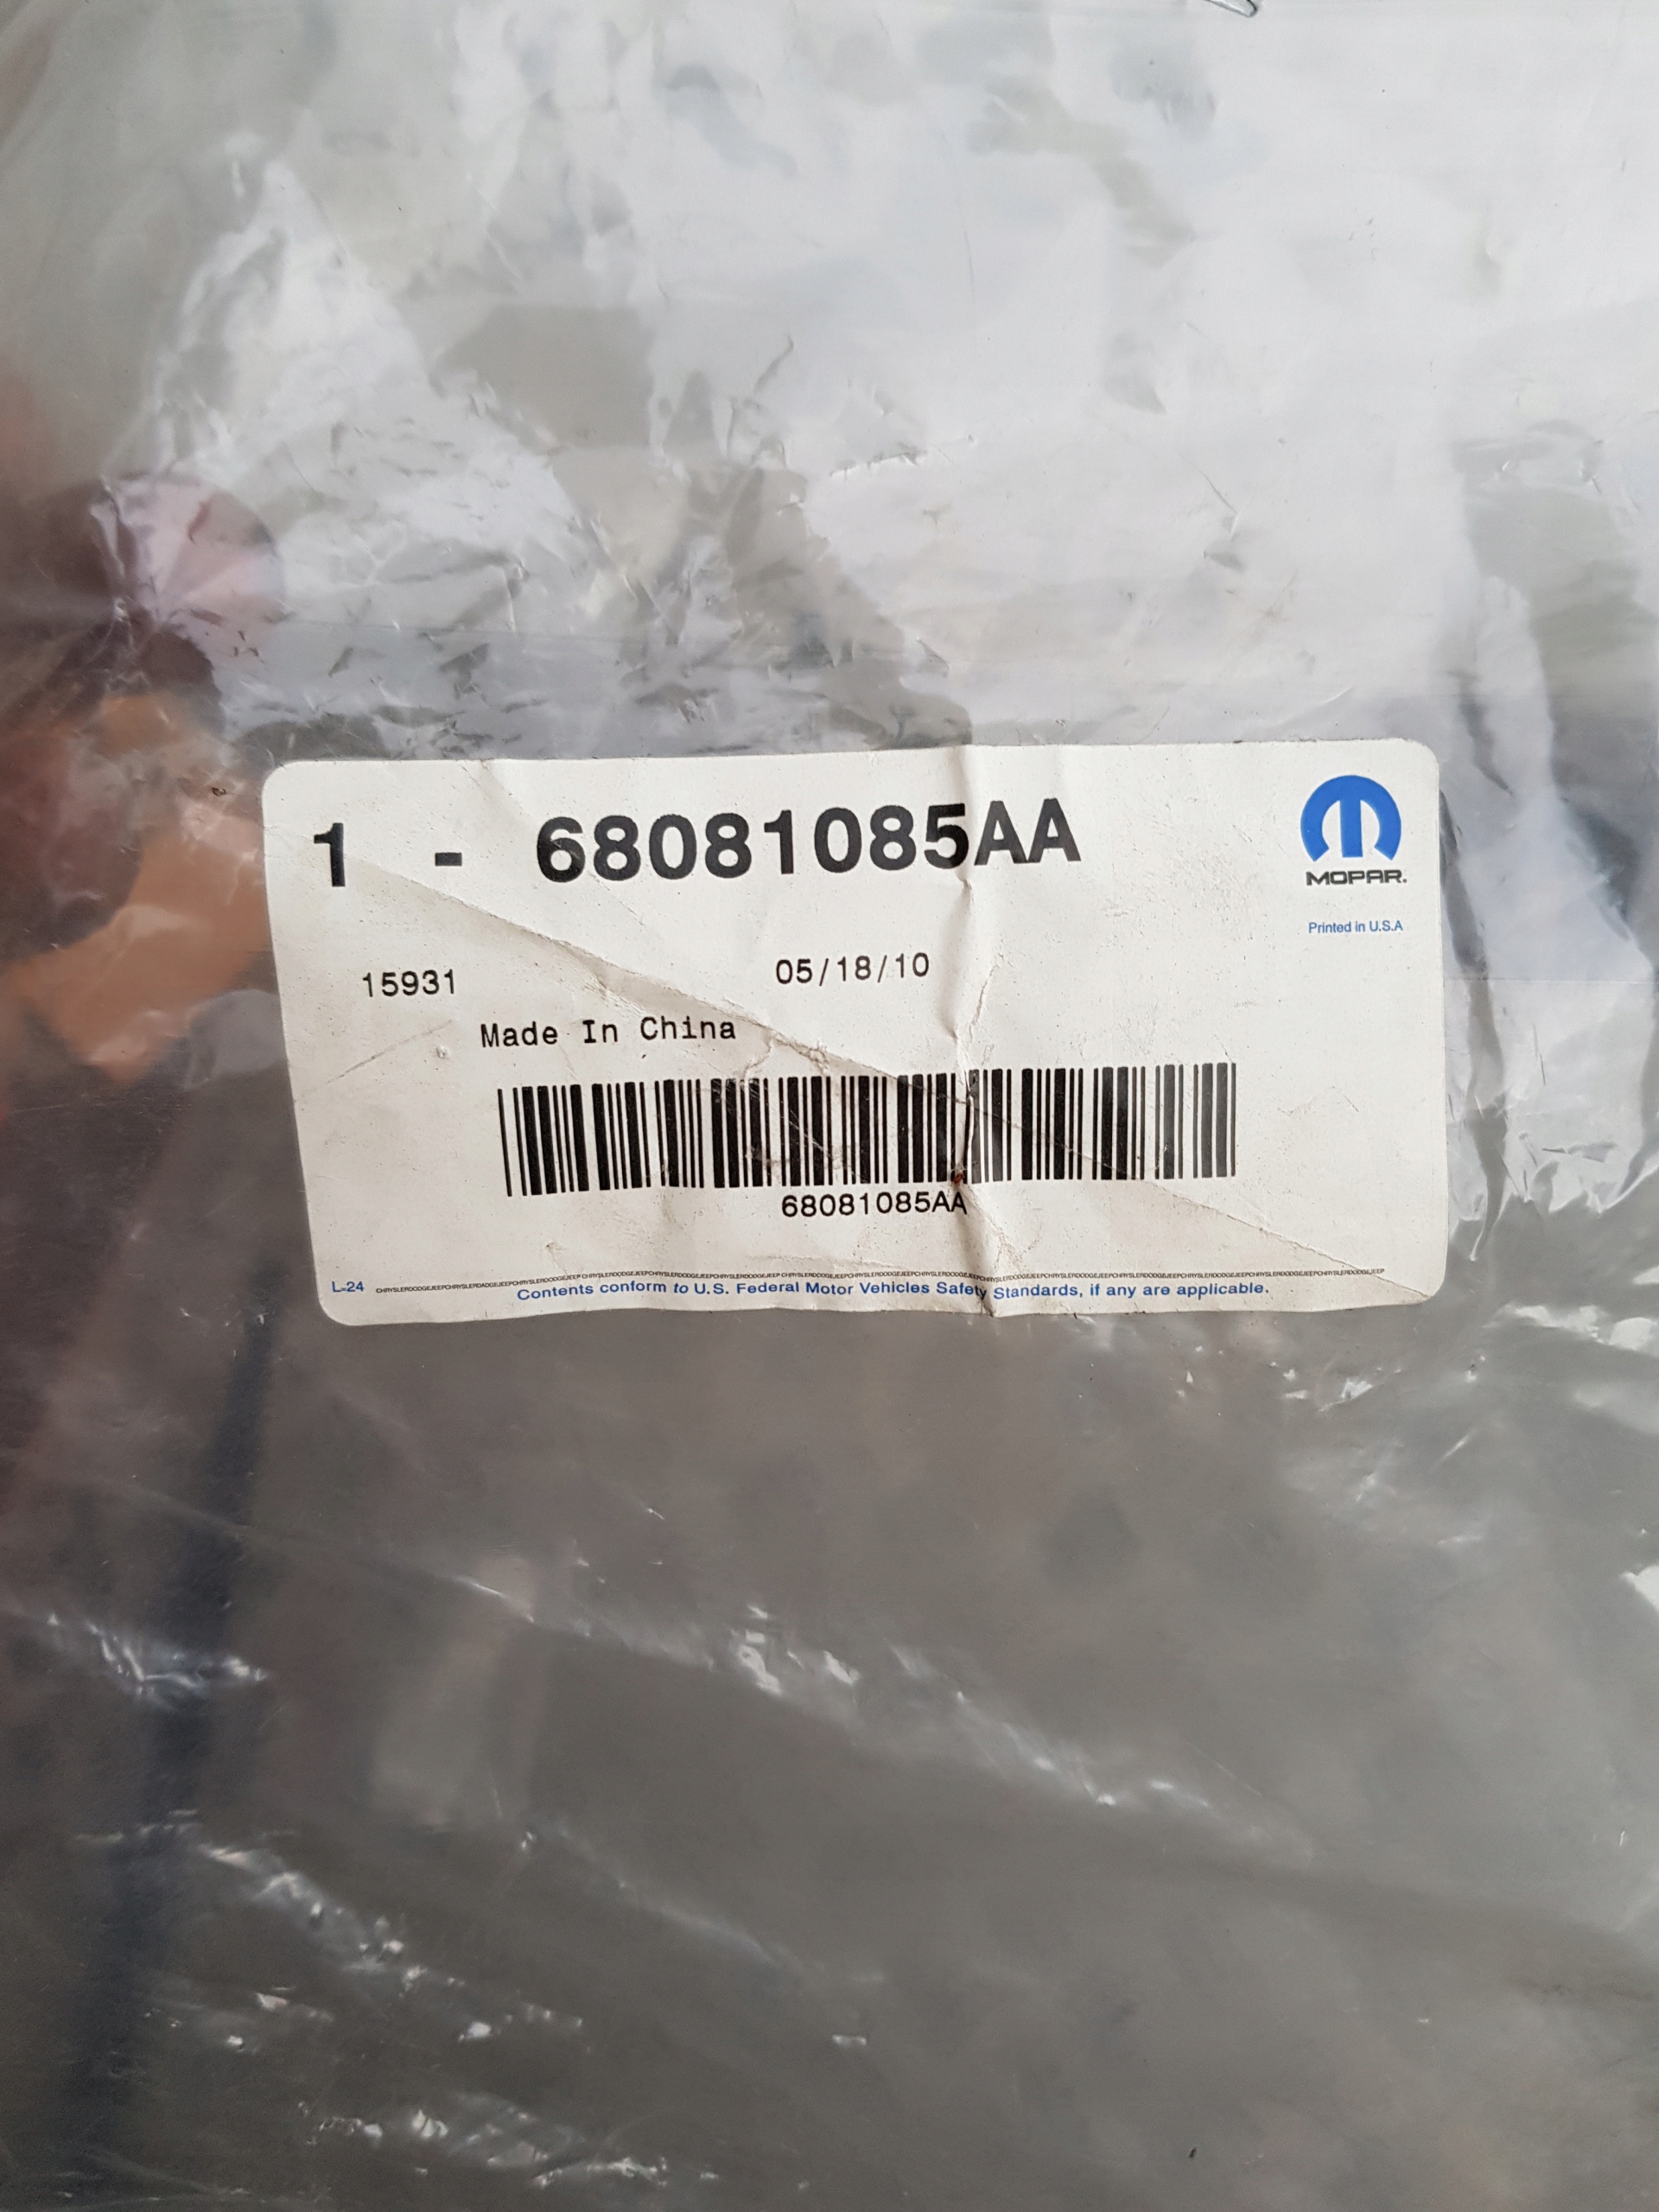 1 - 68081085AA
MOPAR.
Printed in U.S.A
15931
05/18/10
Made In China
68081085AA
L-24
Contents conform to U.S. Federal Motor Vehicles Safety Standards, if any are applicable.